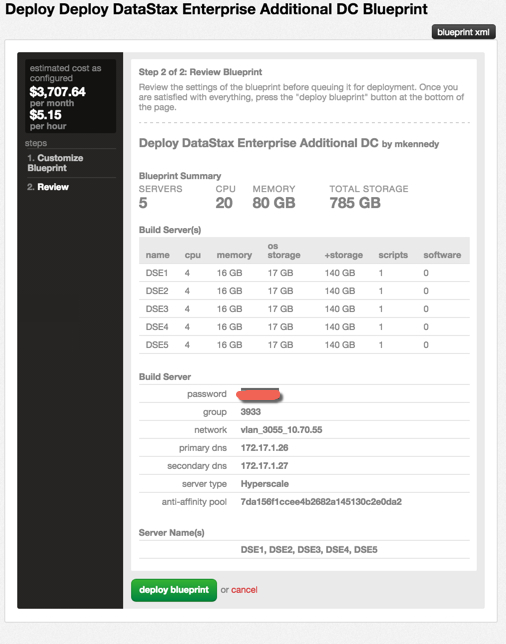 Deploy Deploy DataStax Enterprise Additional DC Blueprint
blueprint xml
estimated cost as
configured
$3,707.64
per month
$5.15
per hour
steps
1. Customize
Blueprint
2. Review
Step 2 of 2: Review Blueprint
Review the settings of the blueprint before queuing it for deployment. Once you
are satisfied with everything, press the "deploy blueprint" button at the bottom of
the page.
Deploy DataStax Enterprise Additional DC by mkennedy
Blueprint Summary
SERVERS CPU MEMORY TOTAL STORAGE
5 20 80 GB 785 GB
Build Server(s)
name cpu memory os storage +storage scripts software
DSE1 4 16 GB 17 GB 140 GB 1 0
DSE2 4 16 GB 17 GB 140 GB 1 0
DSE3 4 16 GB 17 GB 140 GB 1 0
DSE4 4 16 GB 17 GB 140 GB 1 0
DSE5 4 16 GB 17 GB 140 GB 1 0
Build Server
password
group 3933
network vlan_3055_10.70.55
primary dns 172.17.1.26
secondary dns 172.17.1.27
server type Hyperscale
anti-affinity pool 7da156f1ccee4b2682a145130c2e0da2
Server Name(s)
DSE1, DSE2, DSE3, DSE4, DSE5
deploy blueprint or cancel